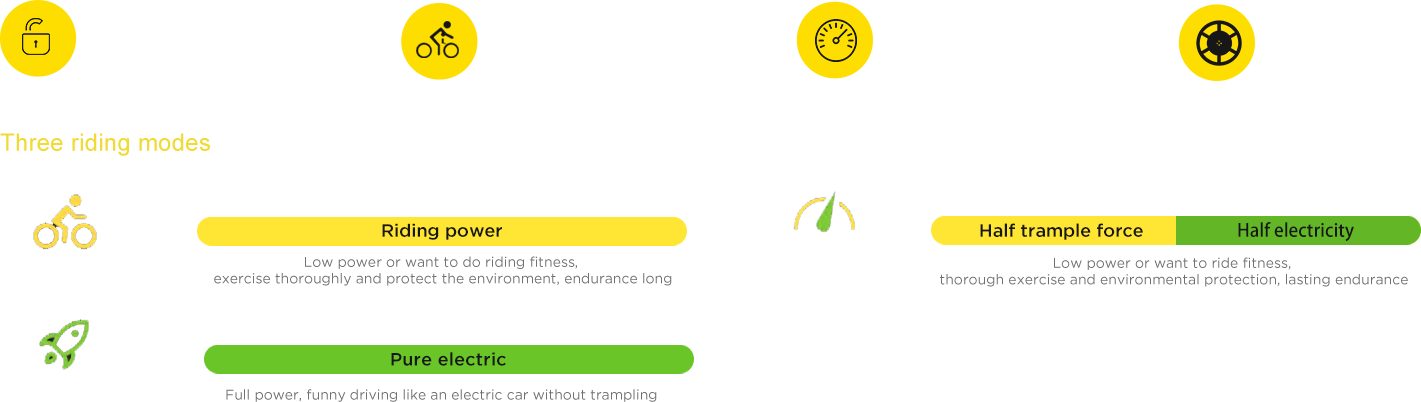 Three riding modes
Riding power
Low power or want to do riding fitness,
exercise thoroughly and protect the environment, endurance long
Half trample force Half electricity
Low power or want to ride fitness,
thorough exercise and environmental protection, lasting endurance
Pure electric
Full power, funny driving like an electric car without trampling